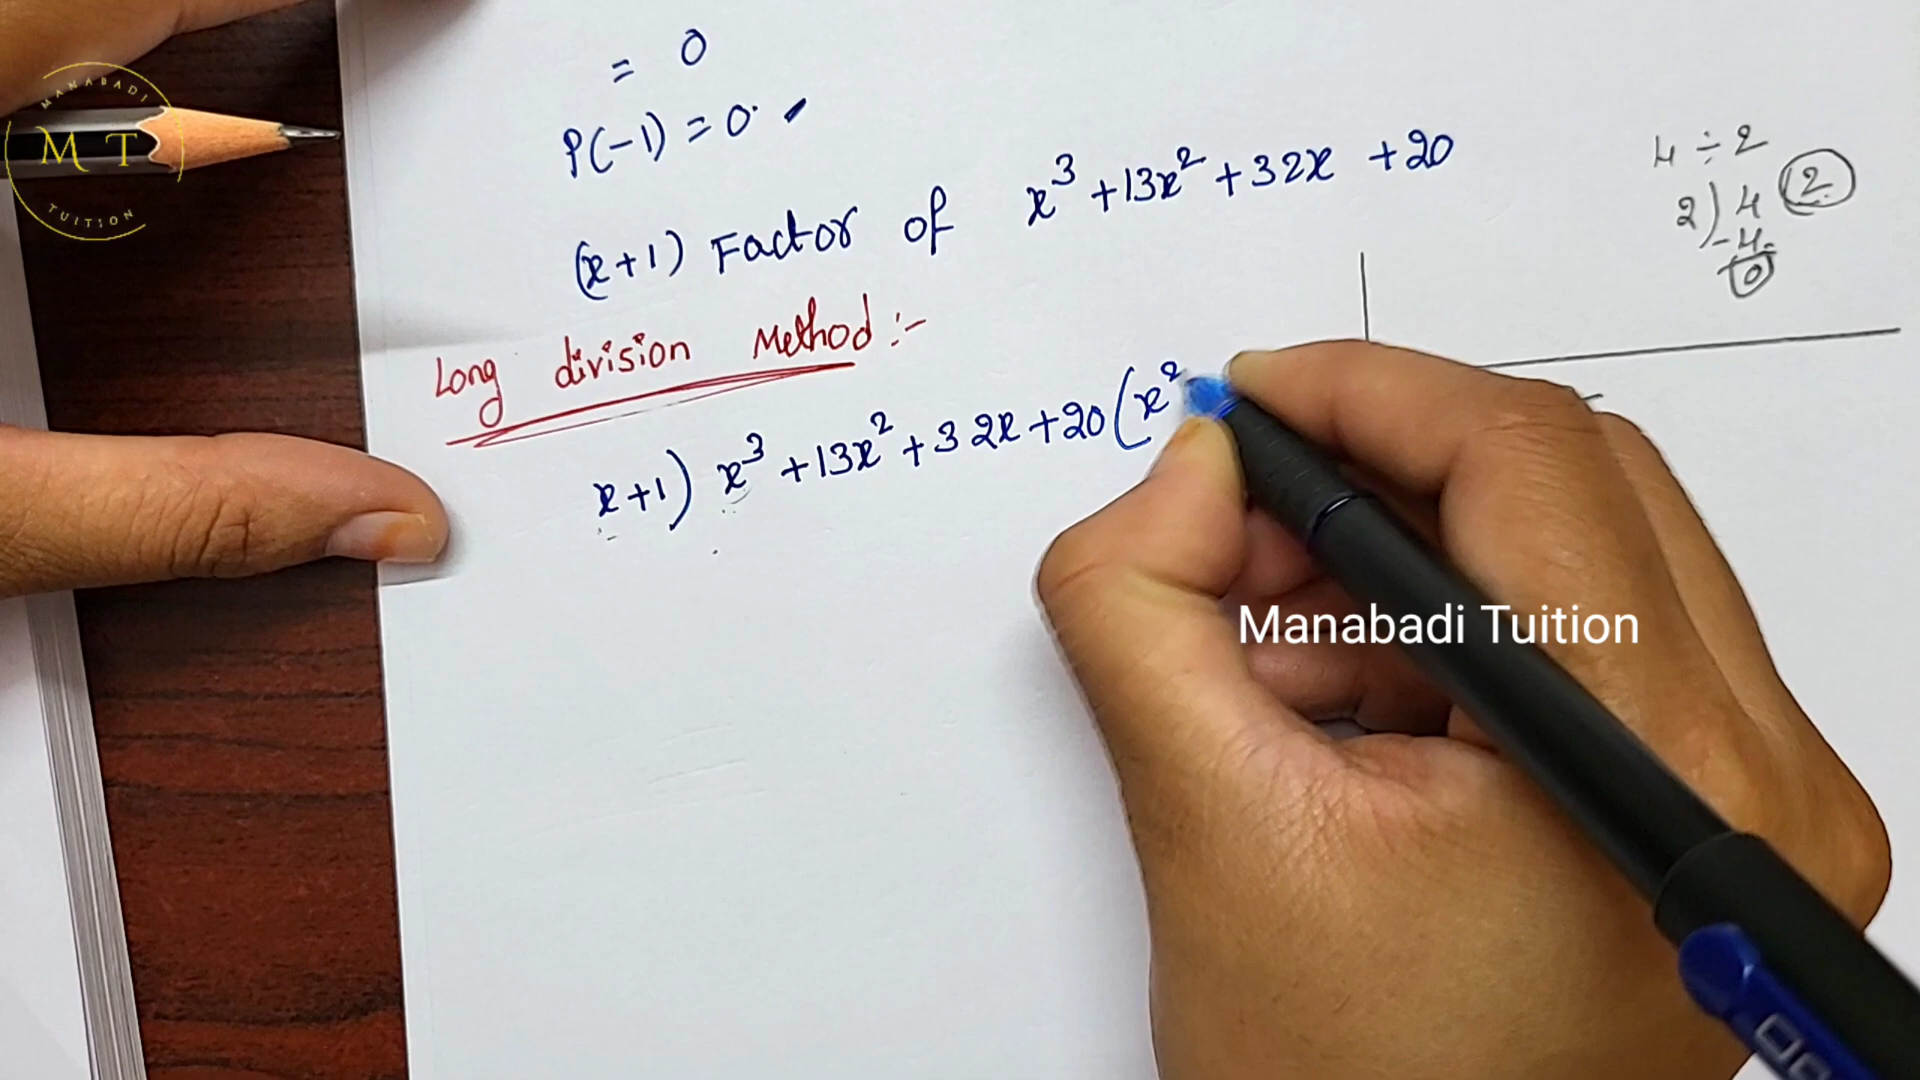 = 0
P(-1) = 0.
(x+1) Factor of x³ +13x² +32x +20
4 ÷ 2
2) 4 (2
-4
0
Long division Method :-
x+1) x³ +13x² +32x +20 (x²
MANABADI
M T
TUITION
Manabadi Tuition